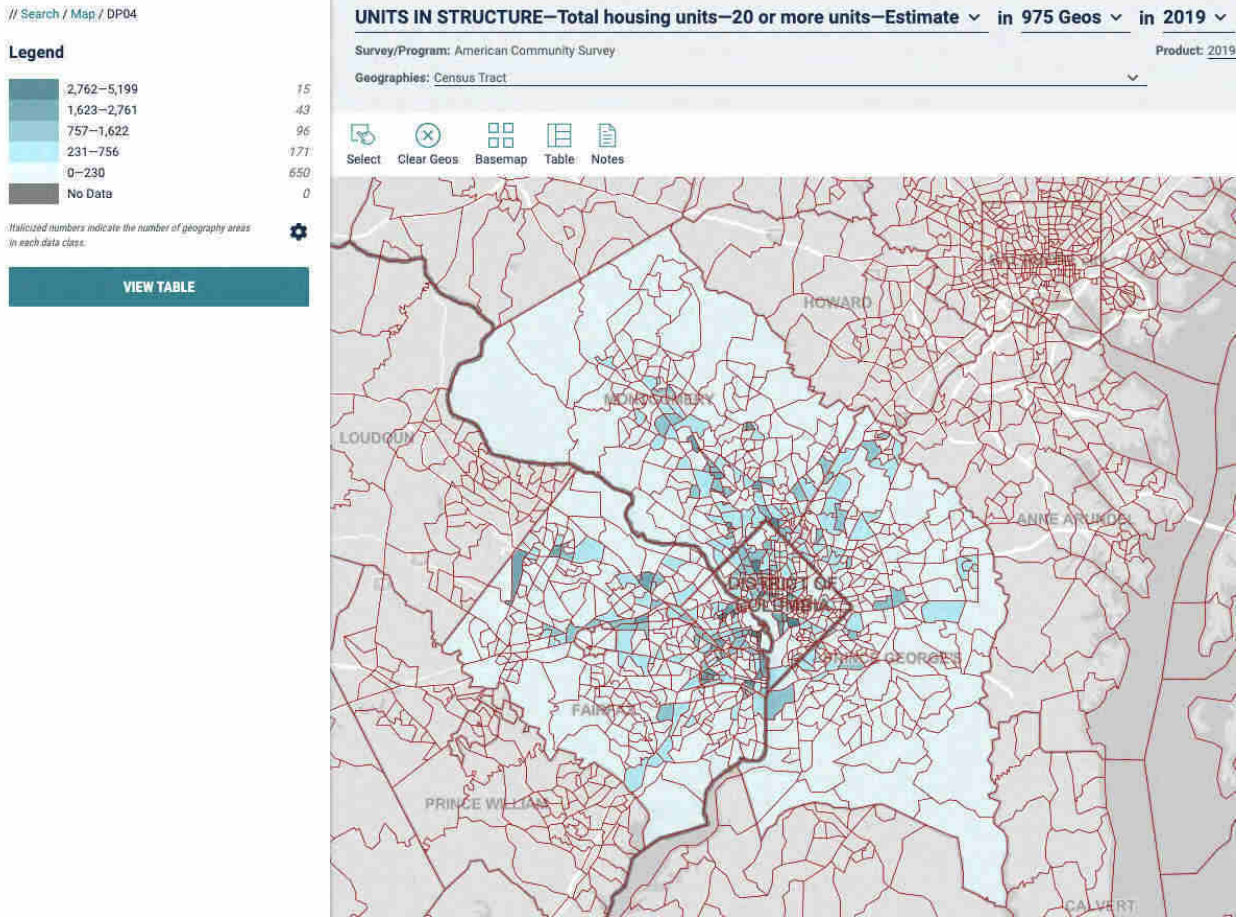 // Search / Map / DP04
Legend
2,762–5,199 15
1,623–2,761 43
757–1,622 96
231–756 171
0–230 650
No Data 0
Italicized numbers indicate the number of geography areas
in each data class.
VIEW TABLE
UNITS IN STRUCTURE—Total housing units—20 or more units—Estimate in 975 Geos in 2019
Survey/Program: American Community Survey Product: 2019
Geographies: Census Tract
Select Clear Geos Basemap Table Notes
HOWARD
MONTGOMERY
LOUDOUN
ANNE ARUNDEL
DISTRICT OF
COLUMBIA
PRINCE GEORGE'S
FAIRFAX
PRINCE WILLIAM
CALVERT